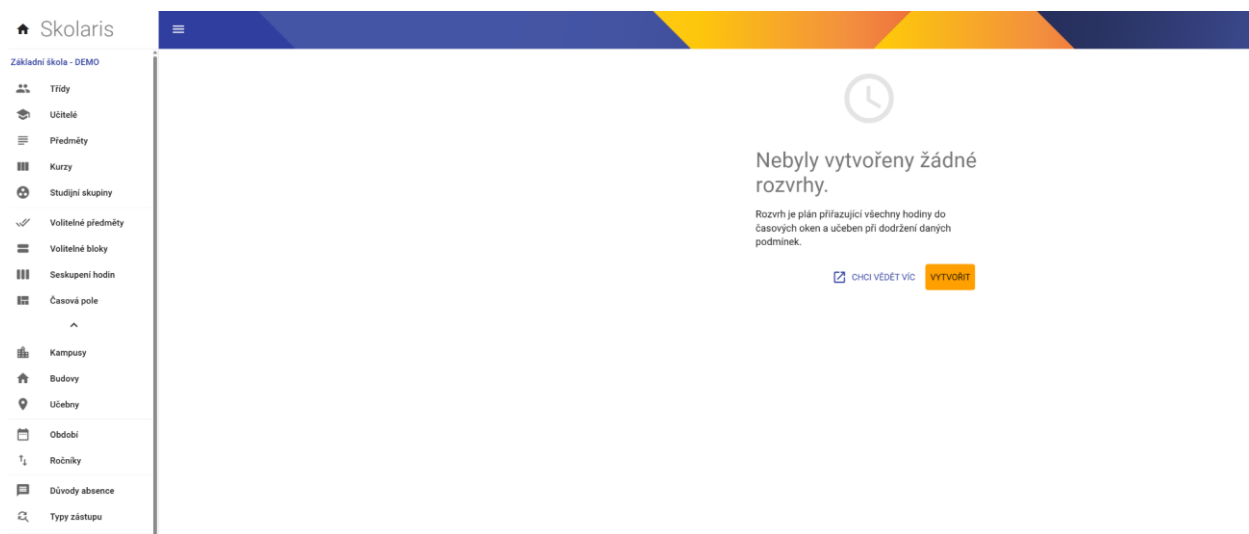 Skolaris
Základní škola - DEMO
Třídy
Učitelé
Předměty
Kurzy
Studijní skupiny
Volitelné předměty
Volitelné bloky
Seskupení hodin
Časová pole
Kampusy
Budovy
Učebny
Období
Ročníky
Důvody absence
Typy zástupu
Nebyly vytvořeny žádné
rozvrhy.
Rozvrh je plán přiřazující všechny hodiny do
časových oken a učeben při dodržení daných
podmínek.
CHCI VĚDĚT VÍC
VYTVOŘIT